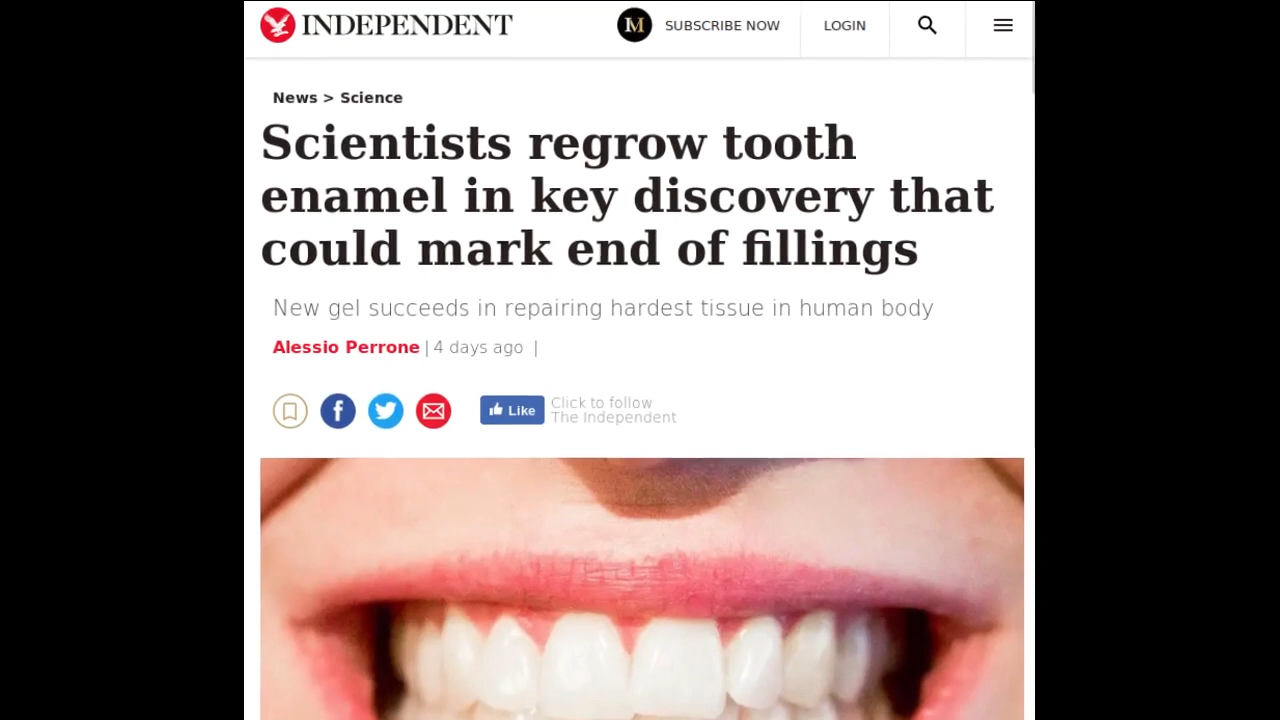 INDEPENDENT
IM SUBSCRIBE NOW LOGIN
News > Science
Scientists regrow tooth
enamel in key discovery that
could mark end of fillings
New gel succeeds in repairing hardest tissue in human body
Alessio Perrone | 4 days ago |
f Like Click to follow
The Independent